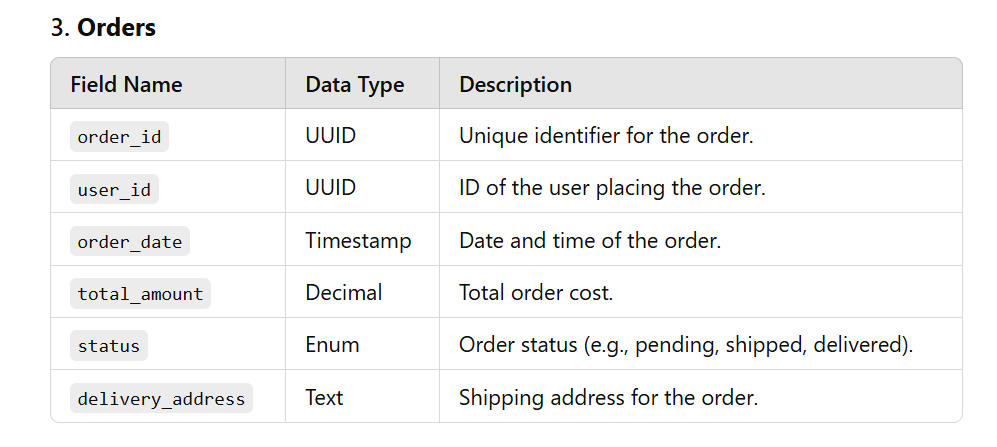 3. Orders
Field Name Data Type Description
order_id UUID Unique identifier for the order.
user_id UUID ID of the user placing the order.
order_date Timestamp Date and time of the order.
total_amount Decimal Total order cost.
status Enum Order status (e.g., pending, shipped, delivered).
delivery_address Text Shipping address for the order.